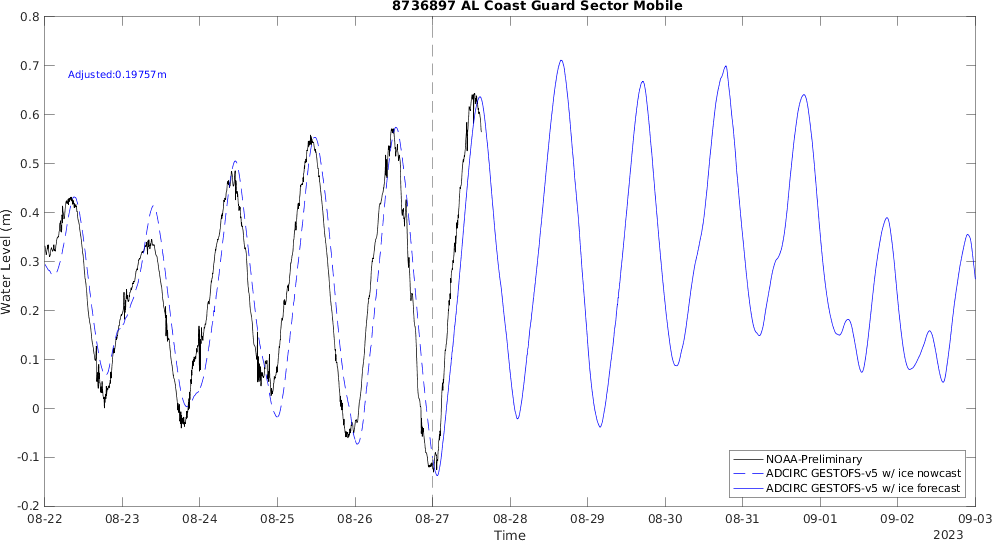 8736897 AL Coast Guard Sector Mobile
0.8
0.7
0.6
0.5
0.4
0.3
0.2
0.1
0
-0.1
-0.2
Water Level (m)
Adjusted:0.19757m
NOAA-Preliminary
ADCIRC GESTOFS-v5 w/ ice nowcast
ADCIRC GESTOFS-v5 w/ ice forecast
08-22 08-23 08-24 08-25 08-26 08-27 08-28 08-29 08-30 08-31 09-01 09-02 09-03
Time
2023